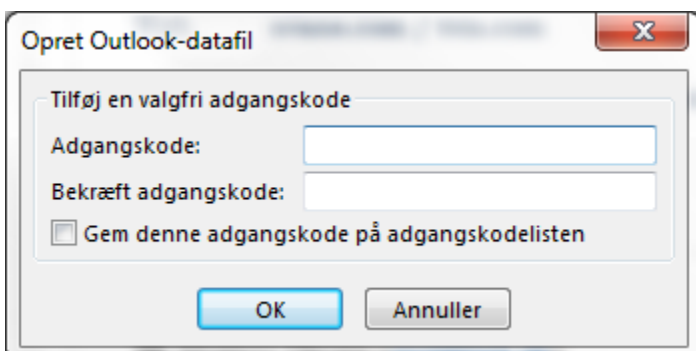 Opret Outlook-datafil
Tilføj en valgfri adgangskode
Adgangskode:
Bekræft adgangskode:
Gem denne adgangskode på adgangskodelisten
OK Annuller